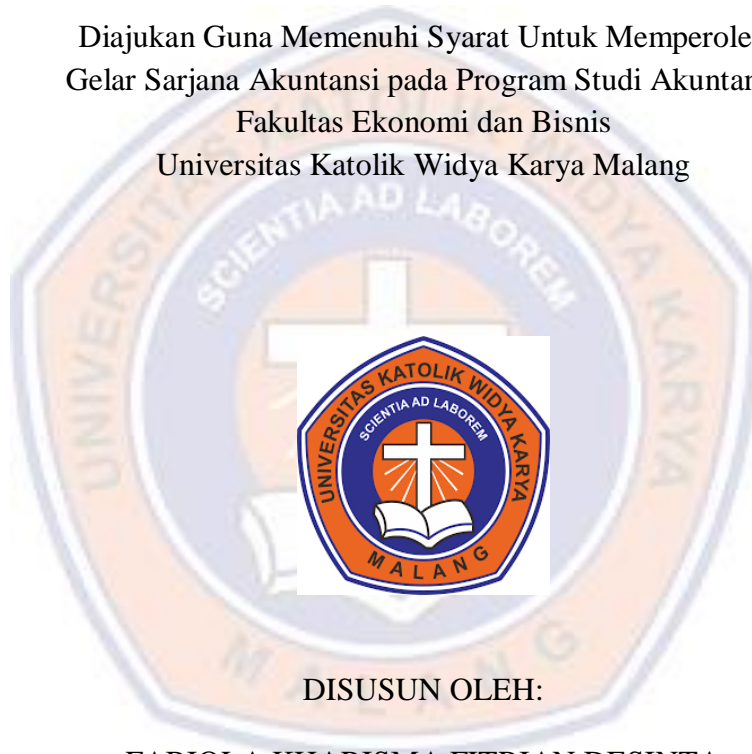 Diajukan Guna Memenuhi Syarat Untuk Memperole
Gelar Sarjana Akuntansi pada Program Studi Akuntan
Fakultas Ekonomi dan Bisnis
Universitas Katolik Widya Karya Malang
UNIVERSITAS KATOLIK WIDYA KARYA
SCIENTIA AD LABOREM
MALANG
DISUSUN OLEH: